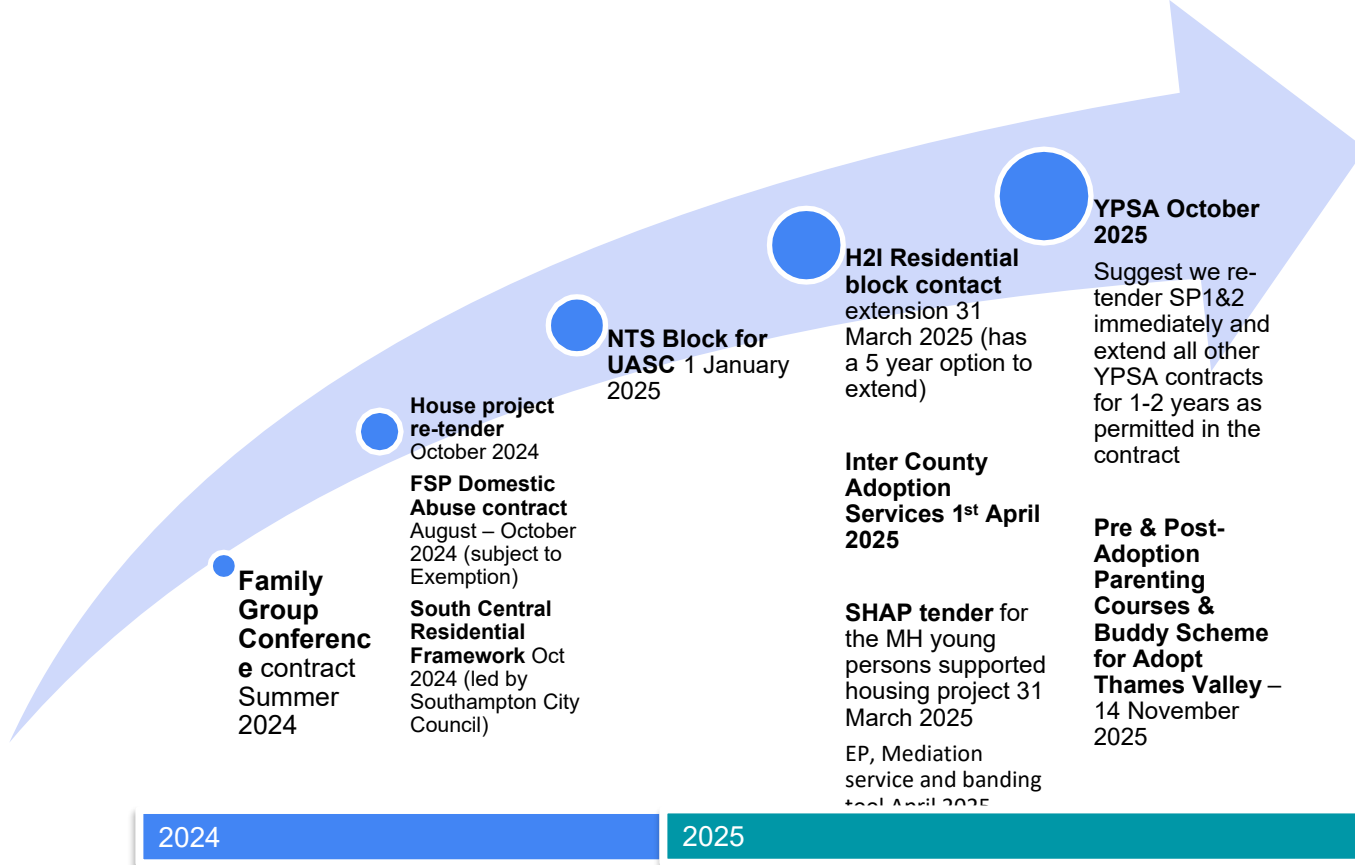 Family
Group
Conferenc
e contract
Summer
2024
House project
re-tender
October 2024
FSP Domestic
Abuse contract
August – October
2024 (subject to
Exemption)
South Central
Residential
Framework Oct
2024 (led by
Southampton City
Council)
NTS Block for
UASC 1 January
2025
H2I Residential
block contact
extension 31
March 2025 (has
a 5 year option to
extend)
Inter County
Adoption
Services 1st April
2025
SHAP tender for
the MH young
persons supported
housing project 31
March 2025
EP, Mediation
service and banding
tool April 2025
YPSA October
2025
Suggest we re-
tender SP1&2
immediately and
extend all other
YPSA contracts
for 1-2 years as
permitted in the
contract
Pre & Post-
Adoption
Parenting
Courses &
Buddy Scheme
for Adopt
Thames Valley –
14 November
2025
2024
2025